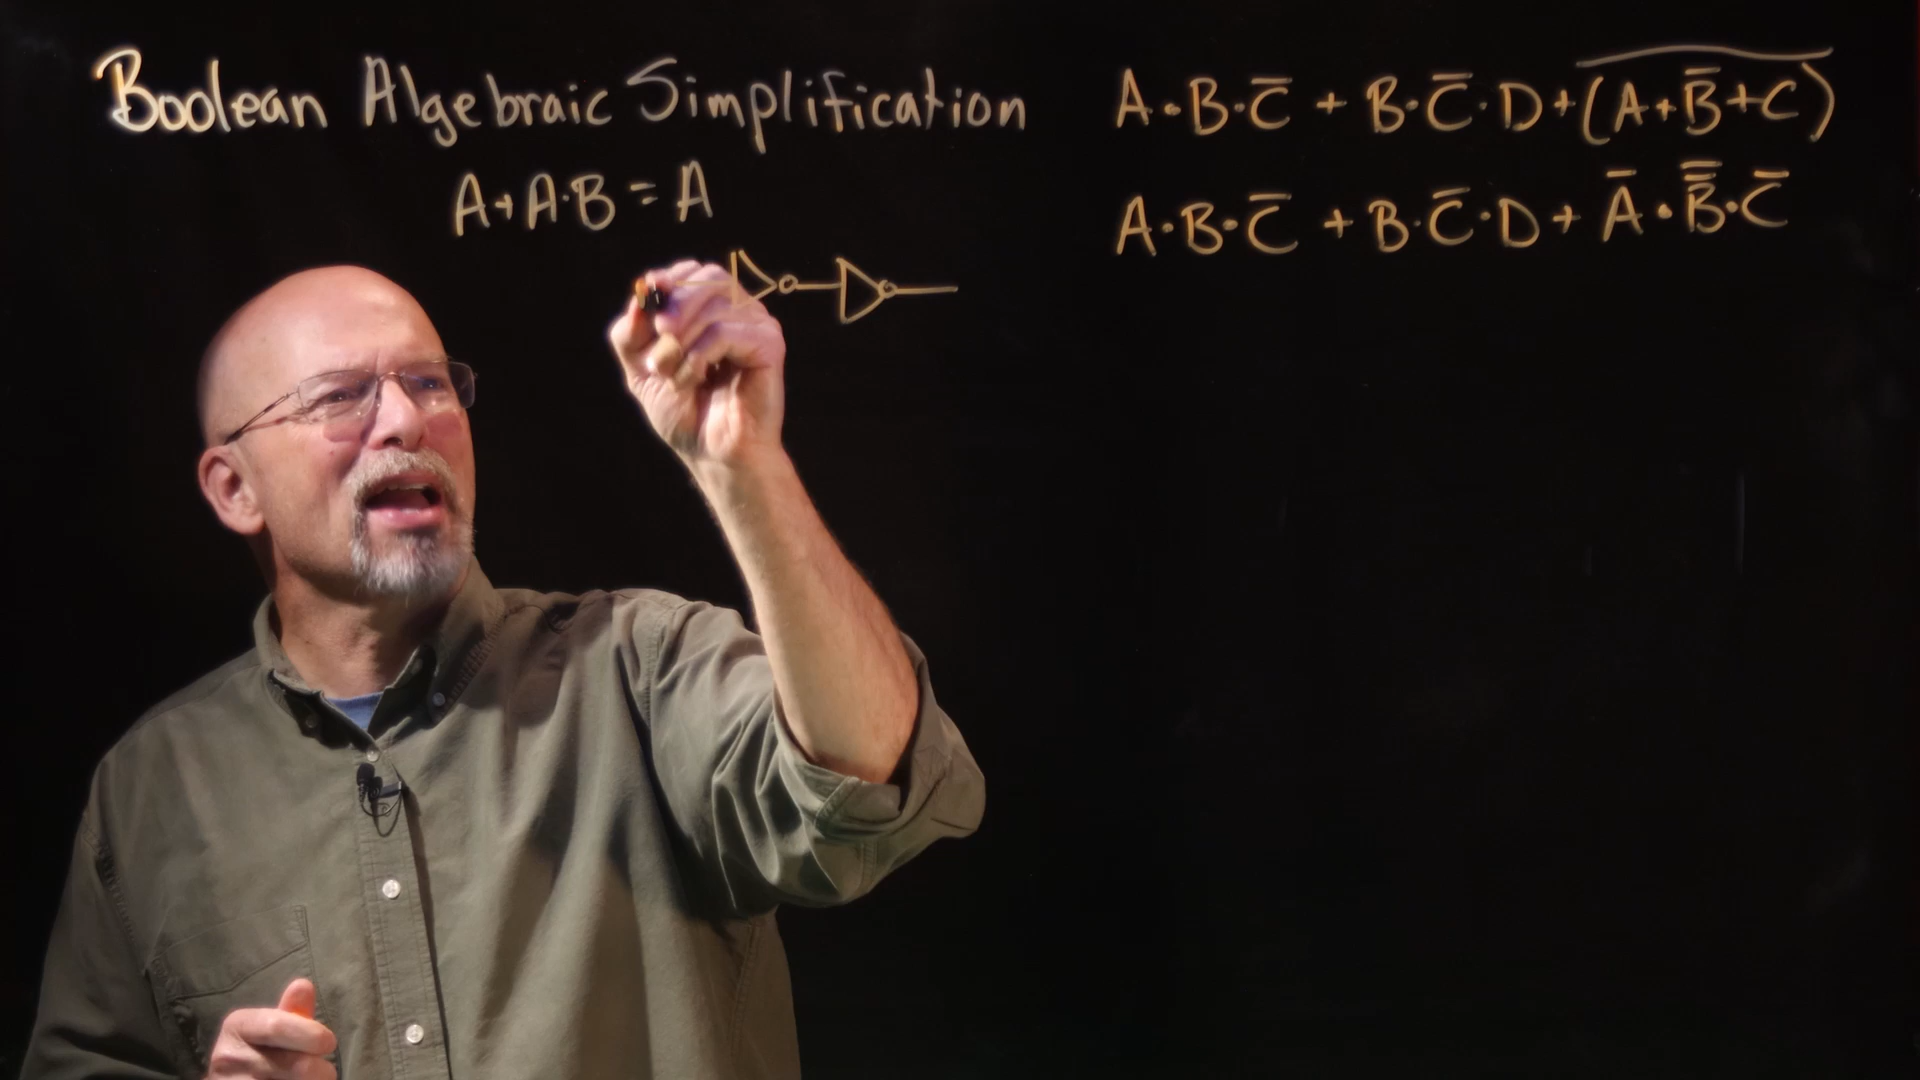 Boolean Algebraic Simplification
A+A·B=A
A·B·C̅ + B·C̅·D+(A+B̅+C)̅
A·B·C̅ + B·C̅·D+ A̅·B̿·C̅